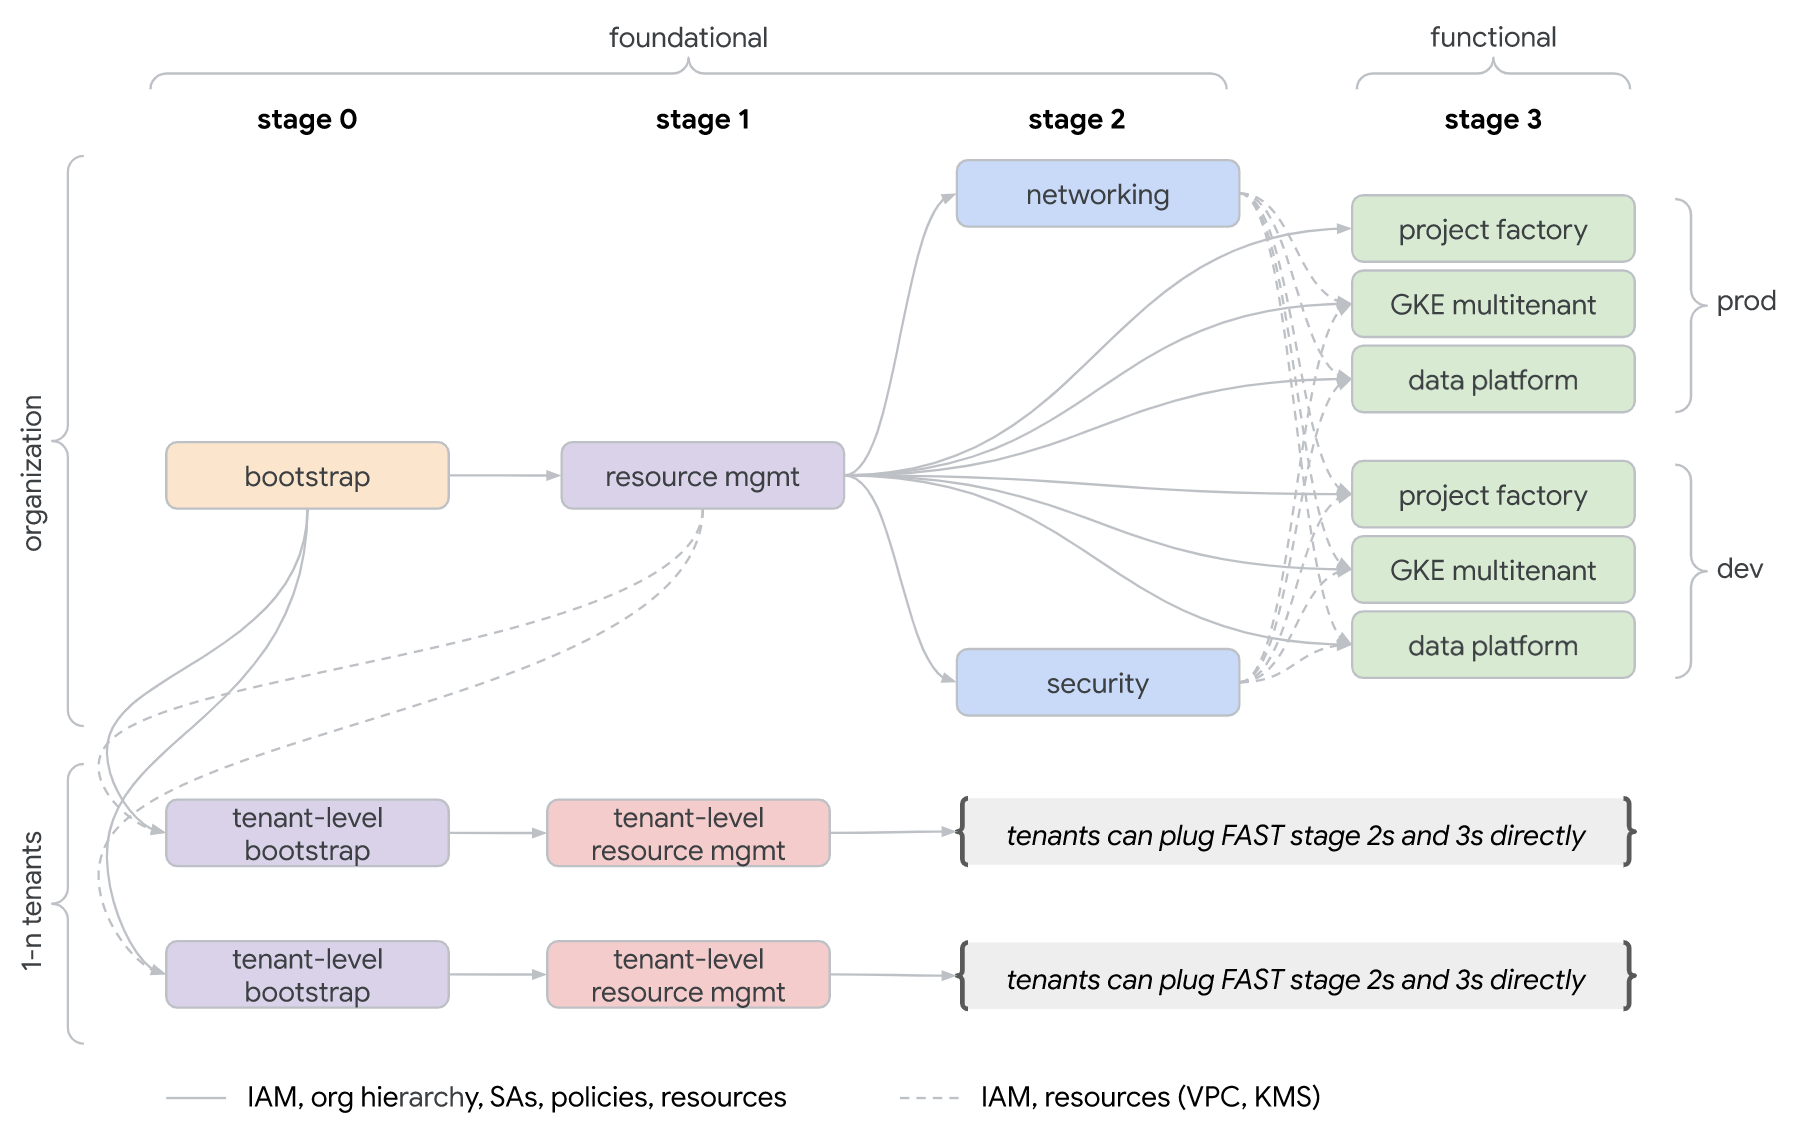 foundational
functional
stage 0
stage 1
stage 2
stage 3
organization
networking
project factory
GKE multitenant
data platform
prod
bootstrap
resource mgmt
project factory
GKE multitenant
data platform
dev
security
1-n tenants
tenant-level
bootstrap
tenant-level
resource mgmt
tenants can plug FAST stage 2s and 3s directly
tenant-level
bootstrap
tenant-level
resource mgmt
tenants can plug FAST stage 2s and 3s directly
IAM, org hierarchy, SAs, policies, resources
IAM, resources (VPC, KMS)